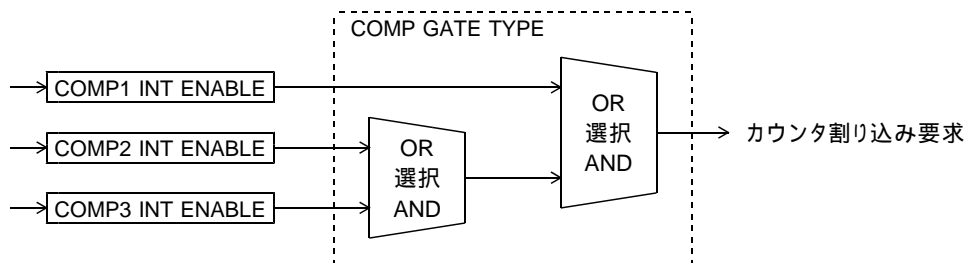 COMP GATE TYPE
COMP1 INT ENABLE
COMP2 INT ENABLE
COMP3 INT ENABLE
OR
選択
AND
OR
選択
AND
カウンタ割り込み要求